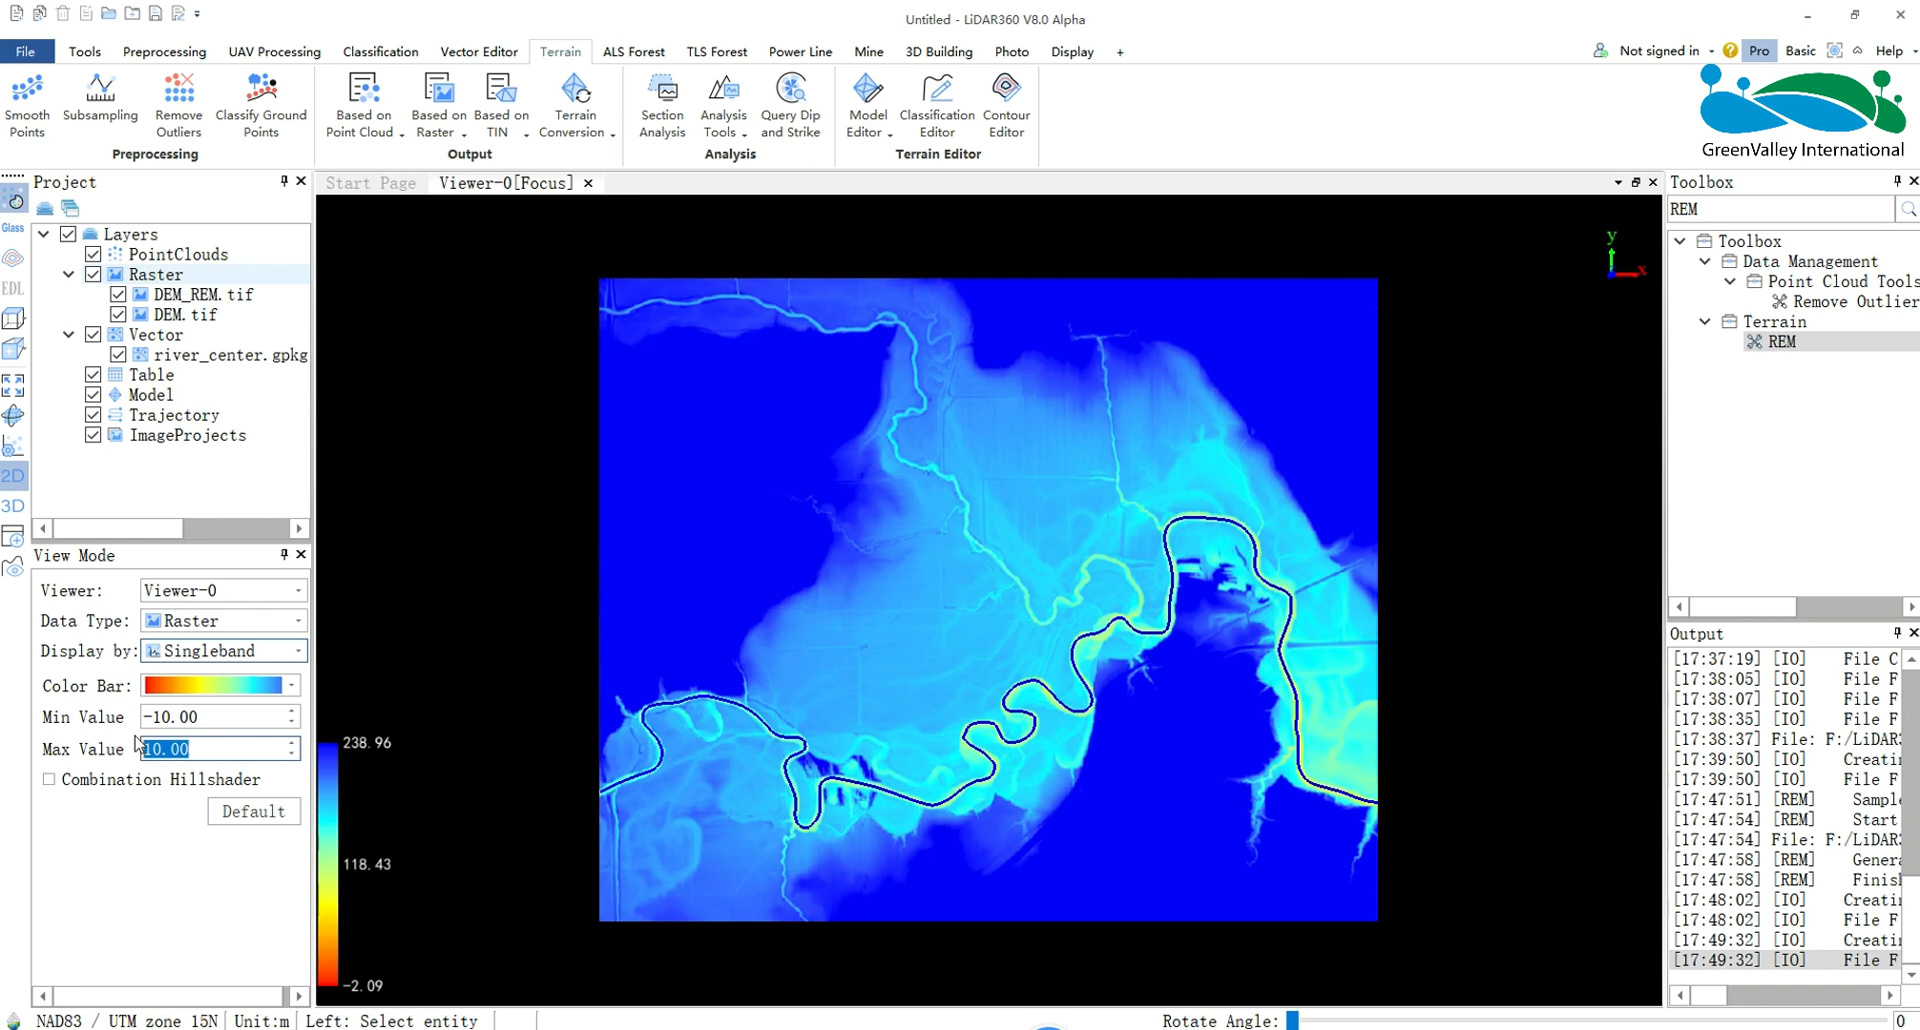 Untitled - LiDAR360 V8.0 Alpha
File Tools Preprocessing UAV Processing Classification Vector Editor Terrain ALS Forest TLS Forest Power Line Mine 3D Building Photo Display +
Not signed in Pro Basic Help
Smooth Points
Subsampling
Remove Outliers
Classify Ground Points
Preprocessing
Based on Point Cloud
Based on Raster
Based on TIN
Terrain Conversion
Output
Section Analysis
Analysis Tools
Query Dip and Strike
Analysis
Model Editor
Classification Editor
Contour Editor
Terrain Editor
GreenValley International
Project
Glass
EDL
2D
3D
Layers
PointClouds
Raster
DEM_REM.tif
DEM.tif
Vector
river_center.gpkg
Table
Model
Trajectory
ImageProjects
View Mode
Viewer: Viewer-0
Data Type: Raster
Display by: Singleband
Color Bar:
Min Value -10.00
Max Value 10.00
Combination Hillshader
Default
Start Page Viewer-0[Focus]
y
x
238.96
118.43
-2.09
Toolbox
REM
Toolbox
Data Management
Point Cloud Tools
Remove Outlier
Terrain
REM
Output
[17:37:19] [IO] File C
[17:38:05] [IO] File F
[17:38:07] [IO] File F
[17:38:35] [IO] File F
[17:38:37] File: F:/LiDAR
[17:39:50] [IO] Creati
[17:39:50] [IO] File F
[17:47:51] [REM] Sampl
[17:47:54] [REM] Start
[17:47:54] File: F:/LiDAR
[17:47:58] [REM] Genera
[17:47:58] [REM] Finis
[17:48:02] [IO] Creati
[17:48:02] [IO] File F
[17:49:32] [IO] Creati
[17:49:32] [IO] File F
NAD83 / UTM zone 15N Unit:m Left: Select entity Rotate Angle: 0